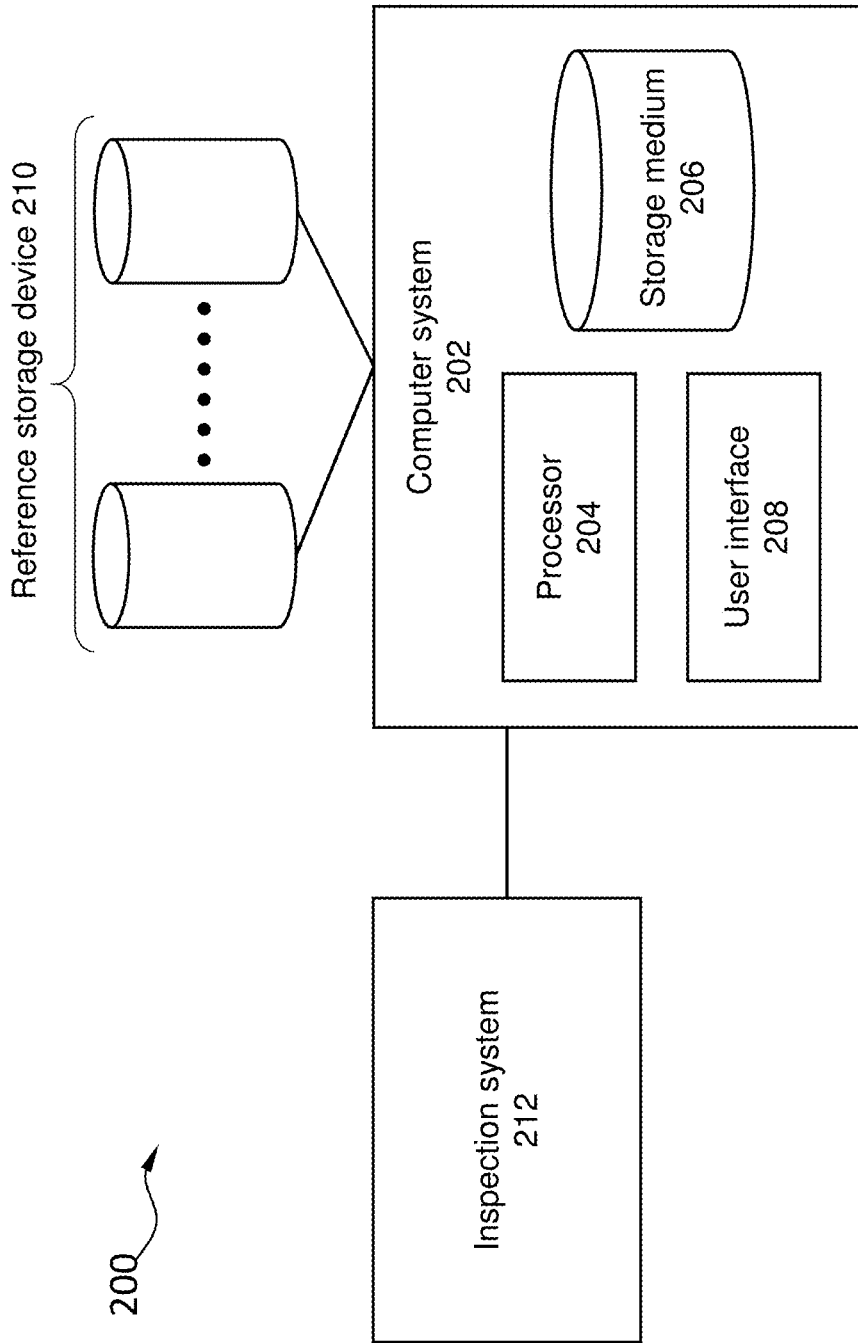 200
Reference storage device 210
Computer system
202
Processor
204
Storage medium
206
User interface
208
Inspection system
212